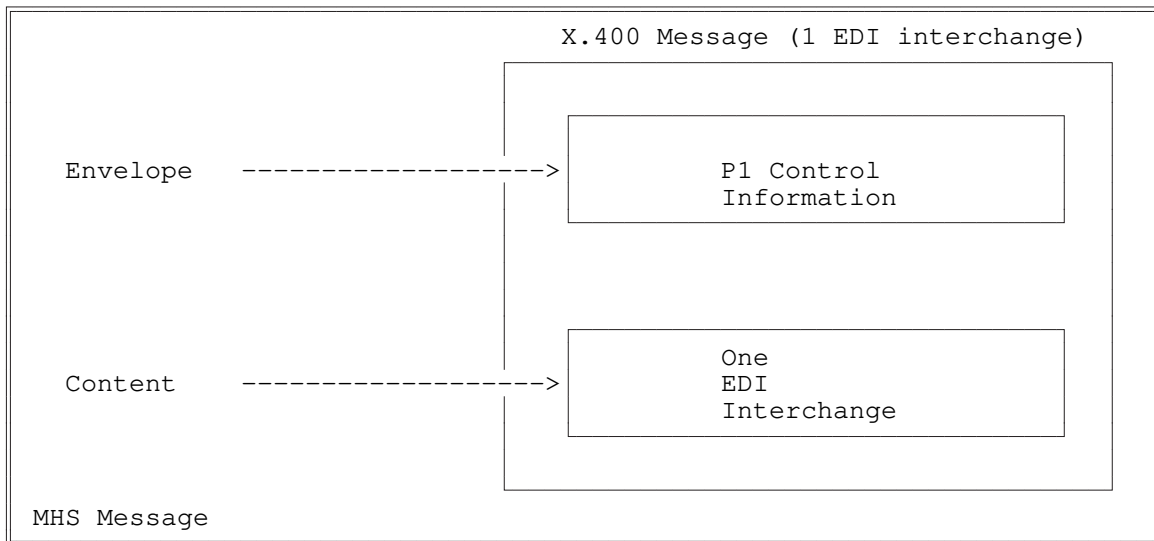 X.400 Message (1 EDI interchange)
Envelope ------------------->
P1 Control
Information
Content ------------------->
One
EDI
Interchange
MHS Message